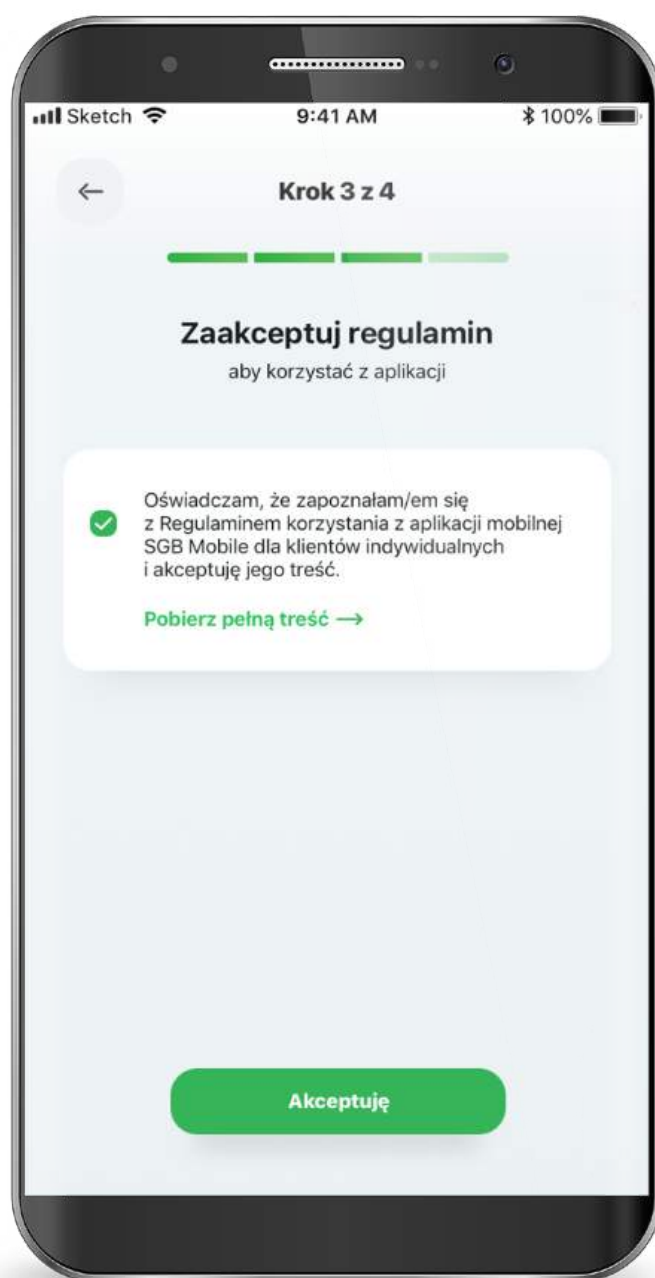 Sketch 9:41 AM 100%
Krok 3 z 4
Zaakceptuj regulamin
aby korzystać z aplikacji
Oświadczam, że zapoznałam/em się
z Regulaminem korzystania z aplikacji mobilnej
SGB Mobile dla klientów indywidualnych
i akceptuję jego treść.
Pobierz pełną treść →
Akceptuję